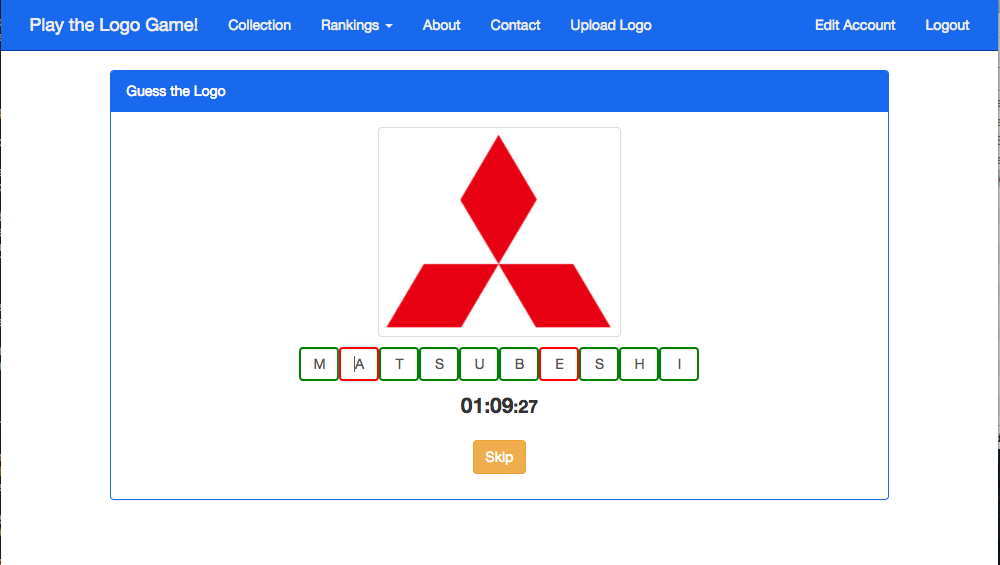 Play the Logo Game! Collection Rankings About Contact Upload Logo Edit Account Logout
Guess the Logo
M A T S U B E S H I
01:09:27
Skip